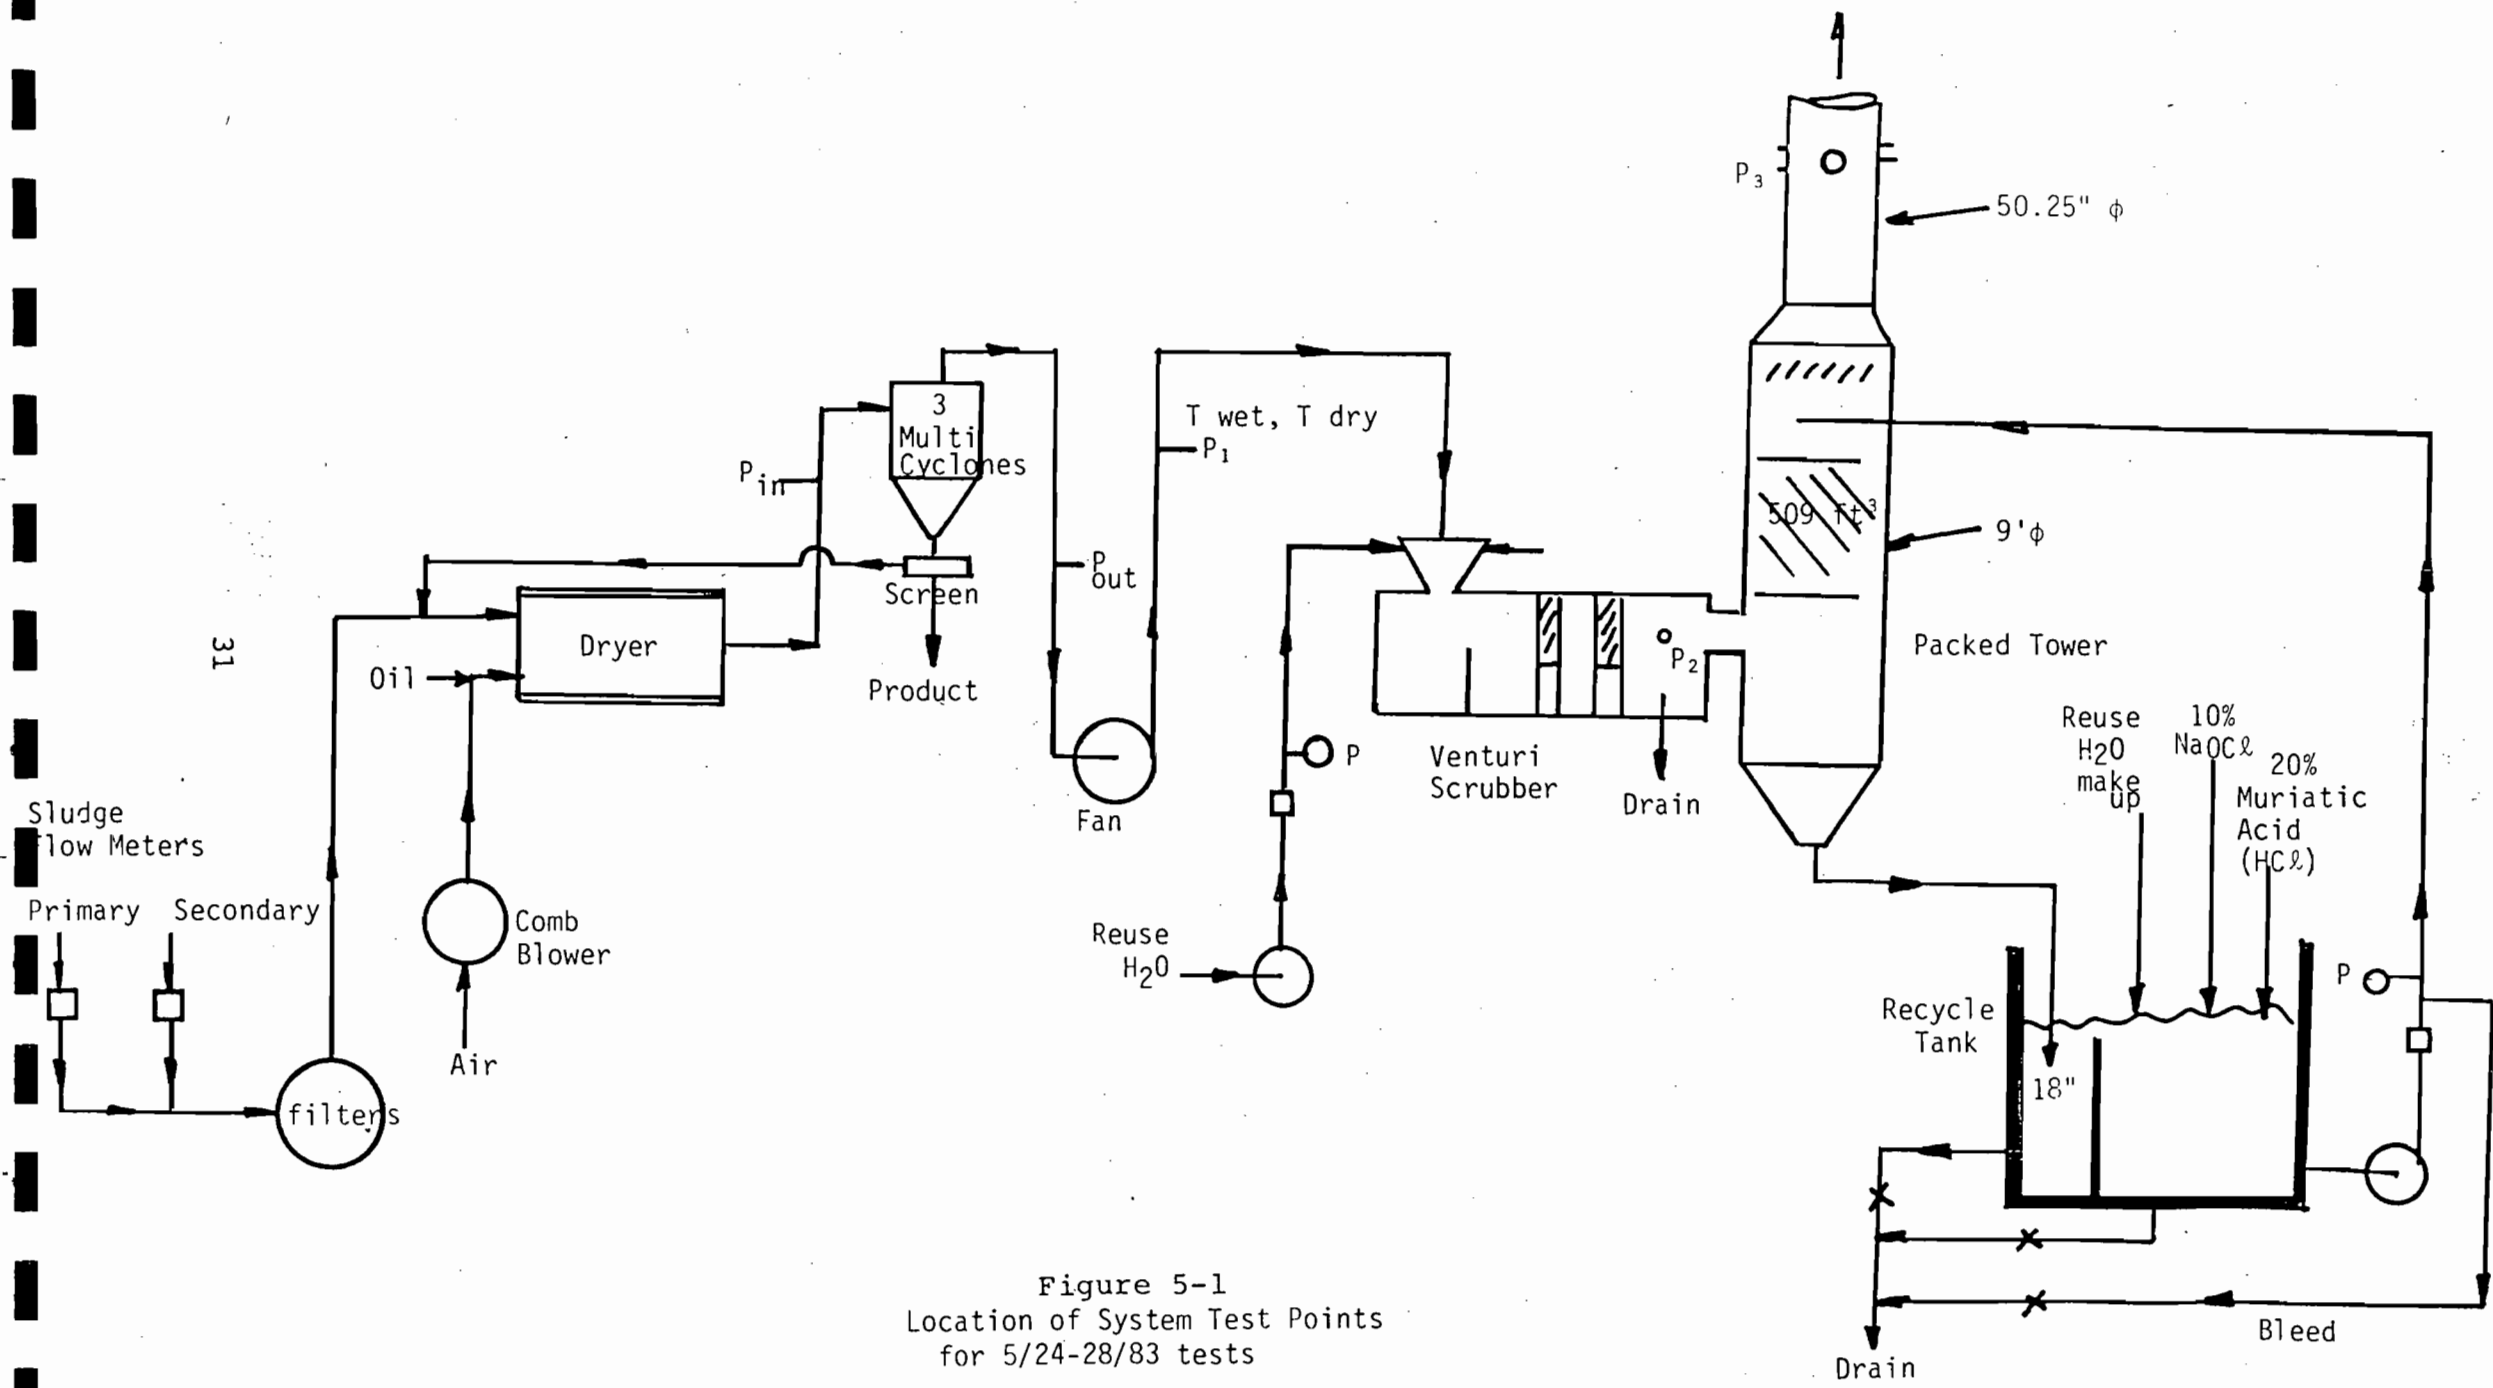 P3
50.25" ϕ
3
Multi
Cyclones
T wet, T dry
P1
Pin
509 ft³
9'ϕ
P
out
Screen
Dryer
Oil
Product
31
P2
Packed Tower
Reuse
H2O
make
up
10%
NaOCℓ
20%
Muriatic
Acid
(HCℓ)
Venturi
Scrubber
P
Drain
Fan
Sludge
low Meters
Primary Secondary
Comb
Blower
Reuse
H2O
Air
filters
Recycle
Tank
18"
P
Bleed
Drain
Figure 5-1
Location of System Test Points
for 5/24-28/83 tests